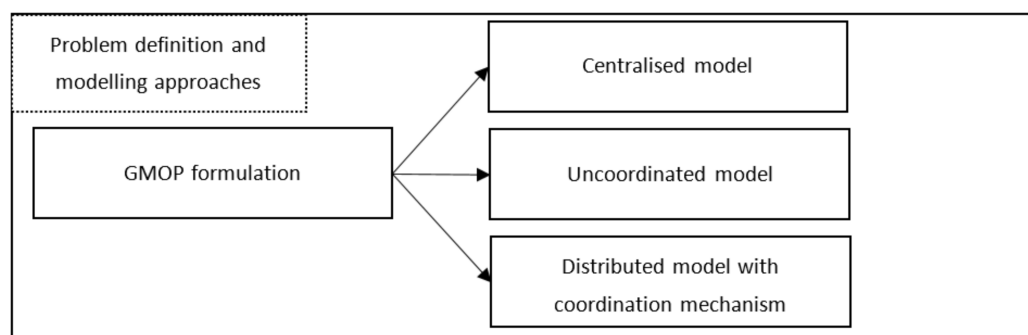 Problem definition and
modelling approaches
Centralised model
GMOP formulation
Uncoordinated model
Distributed model with
coordination mechanism